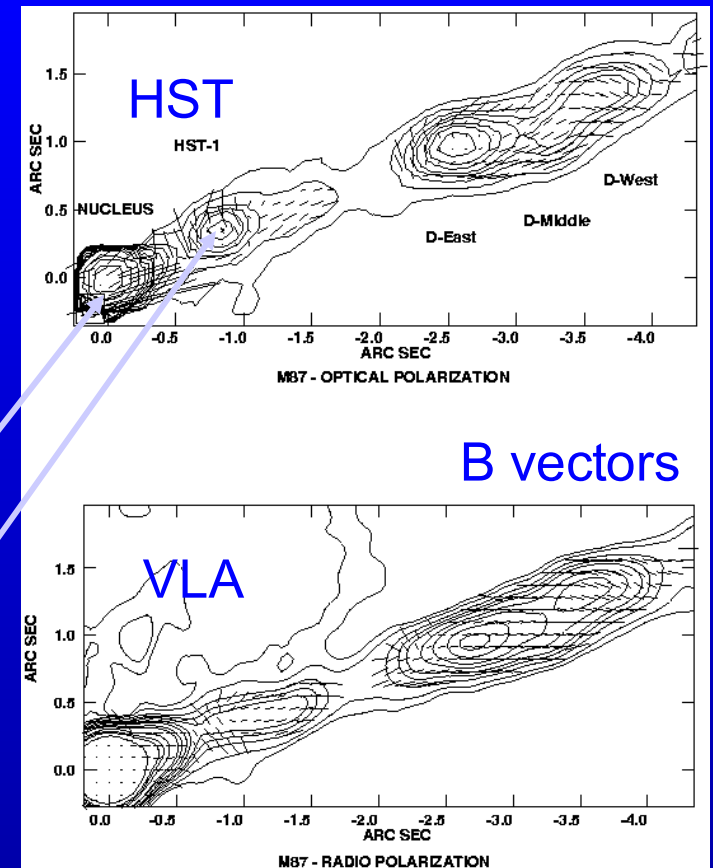 HST
HST-1
NUCLEUS
D-East
D-Middle
D-West
ARC SEC
1.5
1.0
0.5
0.0
0.0 -0.5 -1.0 -1.5 -2.0 -2.5 -3.0 -3.5 -4.0
ARC SEC
M87 - OPTICAL POLARIZATION
B vectors
VLA
ARC SEC
1.5
1.0
0.5
0.0
0.0 -0.5 -1.0 -1.5 -2.0 -2.5 -3.0 -3.5 -4.0
ARC SEC
M87 - RADIO POLARIZATION